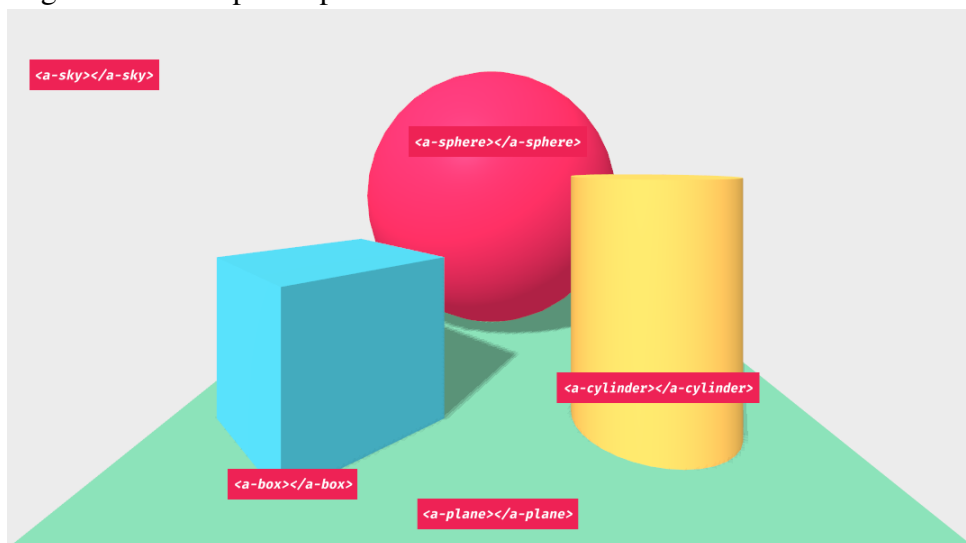 <a-sky></a-sky>
<a-sphere></a-sphere>
<a-cylinder></a-cylinder>
<a-box></a-box>
<a-plane></a-plane>